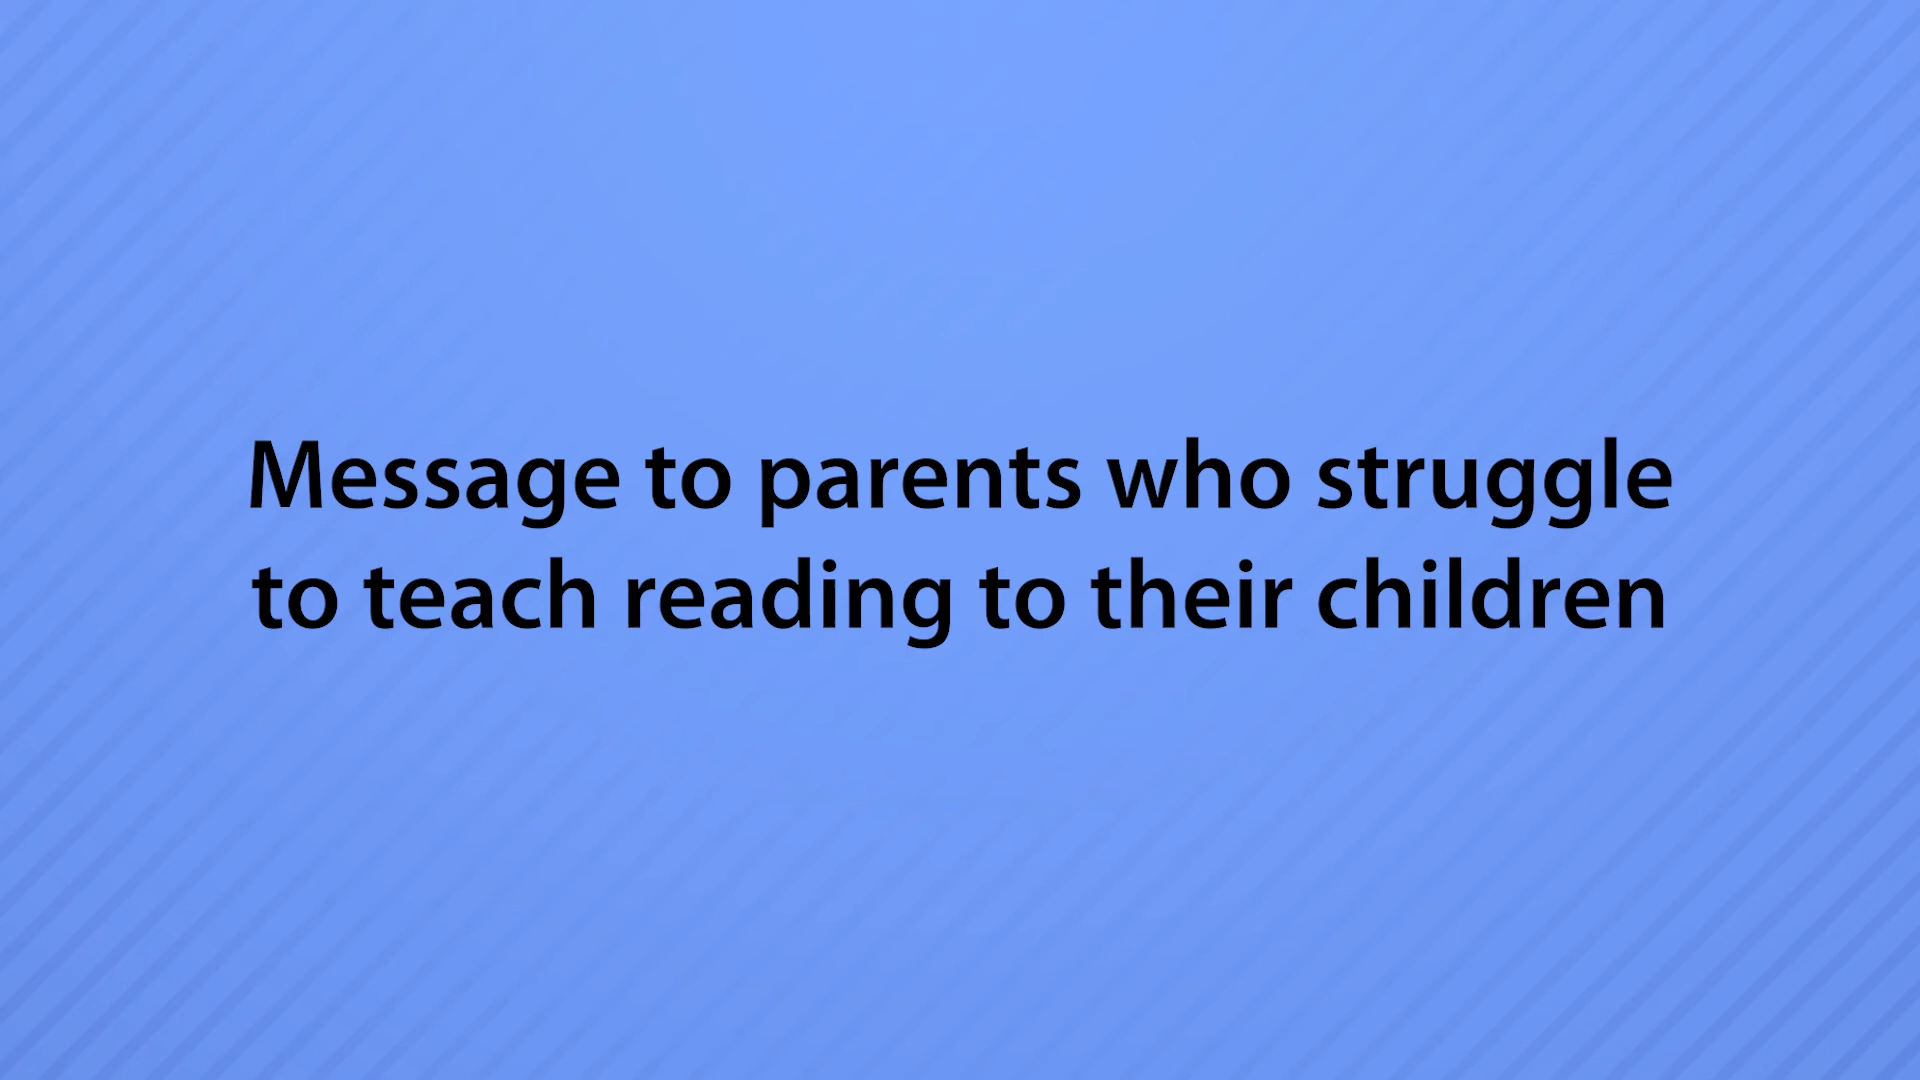 Message to parents who struggle
to teach reading to their children